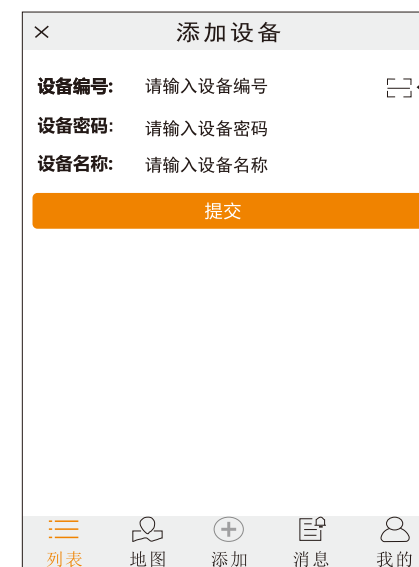 添加设备
设备编号: 请输入设备编号
设备密码: 请输入设备密码
设备名称: 请输入设备名称
提交
列表 地图 添加 消息 我的